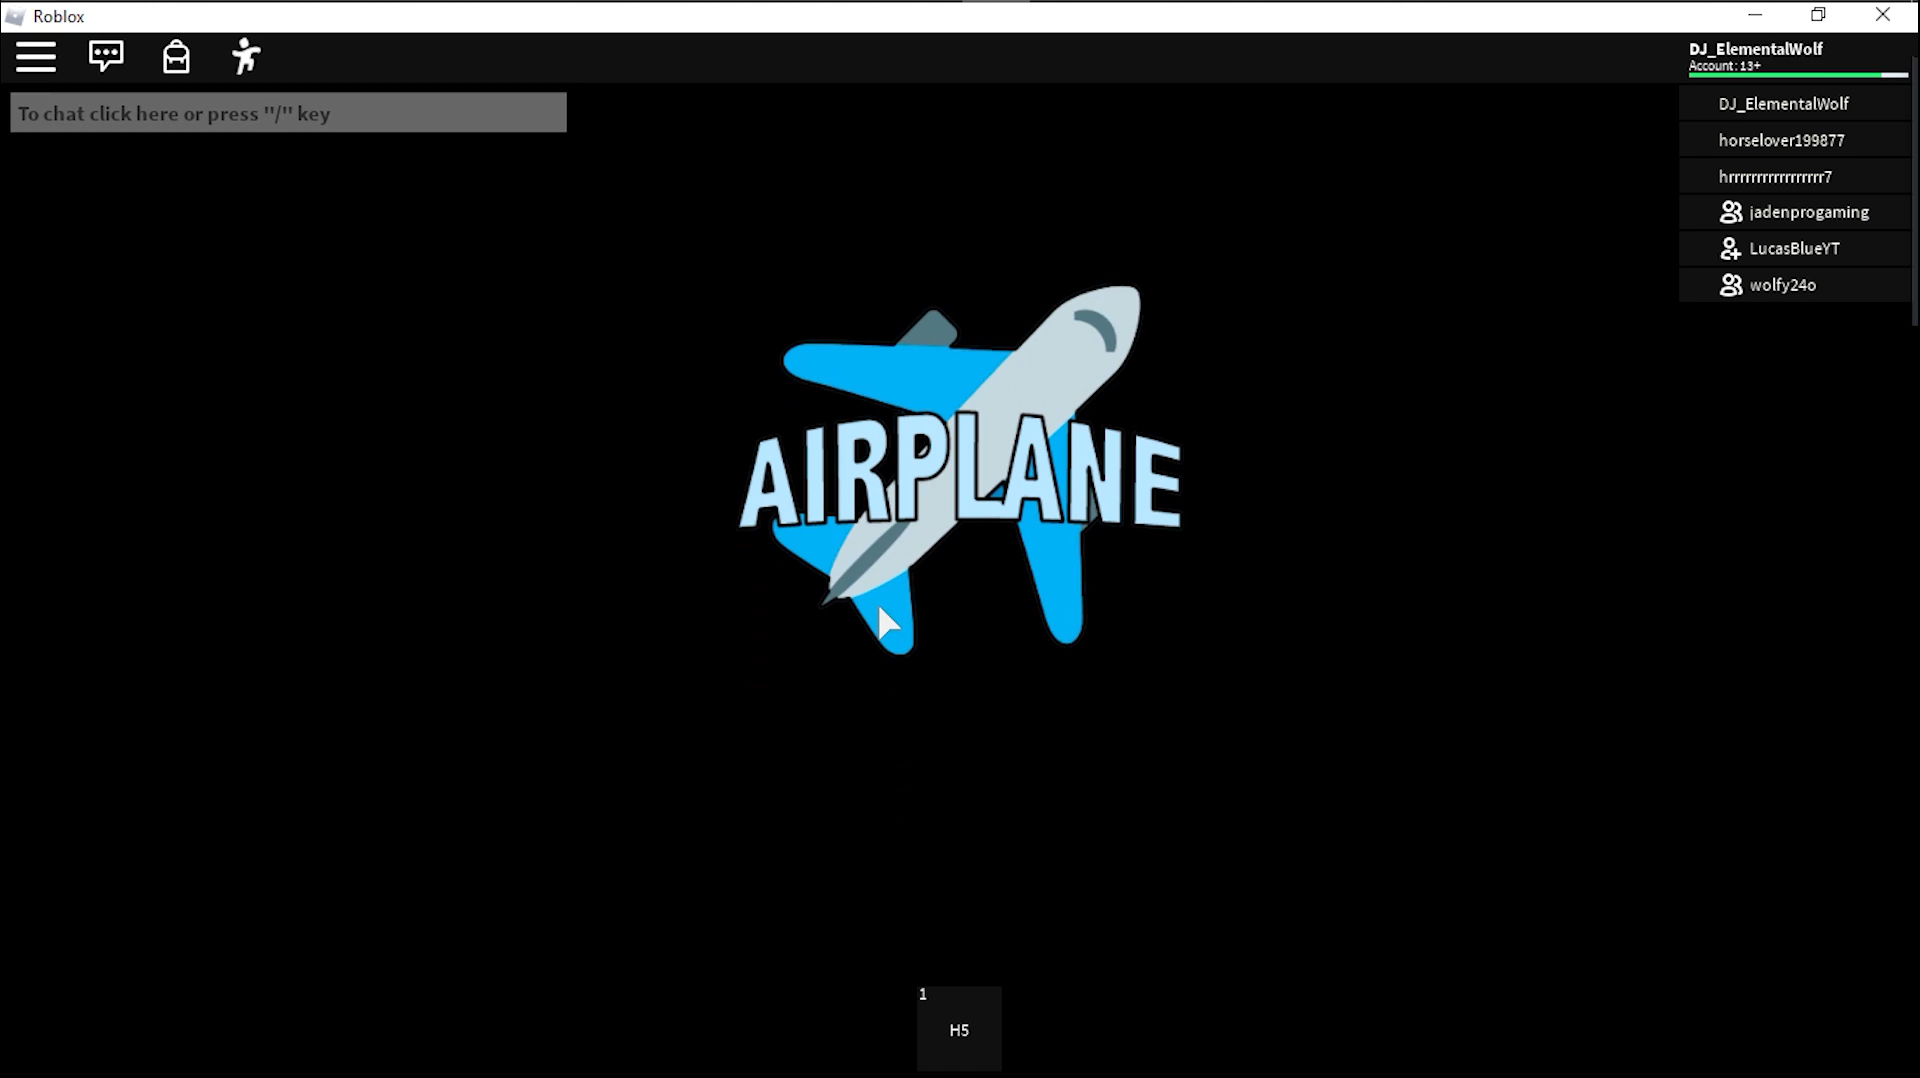 Roblox
DJ_ElementalWolf
Account: 13+
To chat click here or press "/" key
DJ_ElementalWolf
horselover199877
jadenprogaming
LucasBlueYT
wolfy24o
AIRPLANE
1
H5